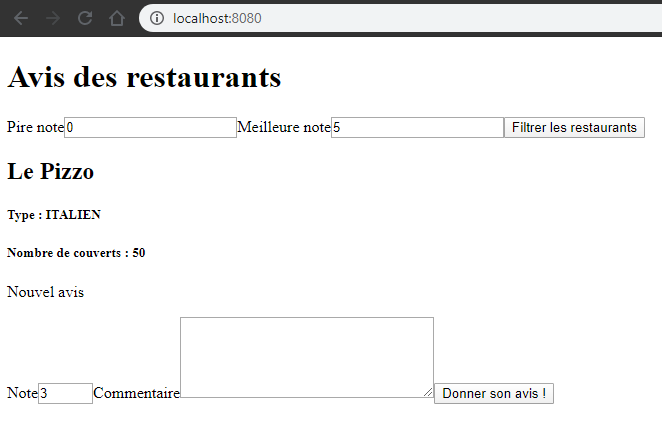 localhost:8080
Avis des restaurants
Pire note 0 Meilleure note 5 Filtrer les restaurants
Le Pizzo
Type : ITALIEN
Nombre de couverts : 50
Nouvel avis
Note 3 Commentaire Donner son avis !